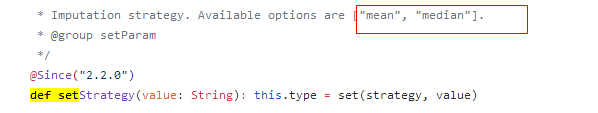 * Imputation strategy. Available options are ["mean", "median"].
* @group setParam
*/
@Since("2.2.0")
def setStrategy(value: String): this.type = set(strategy, value)